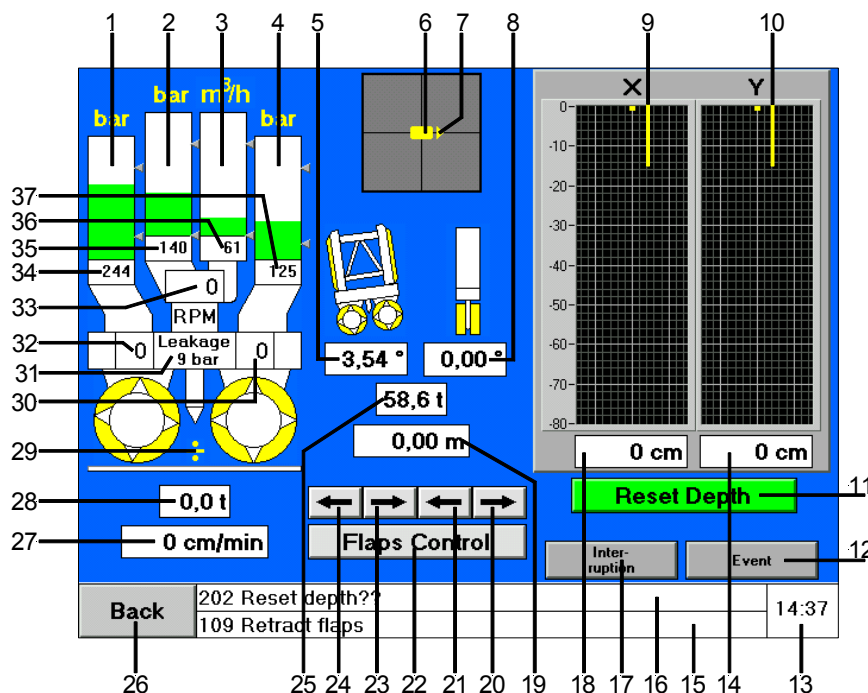 1 2 3 4 5 6 7 8 9 10
bar bar m³/h bar
X Y
0
-10
-20
-30
-40
-50
-60
-70
-80
37
36
35 140 61
34 244 125
33 0
RPM
32 0 Leakage 0
31 9 bar
30
3,54 ° 0,00 °
58,6 t
29
0,00 m 0 cm 0 cm
28 0,0 t
Reset Depth 11
27 0 cm/min
Flaps Control
Inter-
ruption
Event 12
Back
202 Reset depth??
109 Retract flaps
14:37
26 25 24 23 22 21 20 19 18 17 16 15 14 13